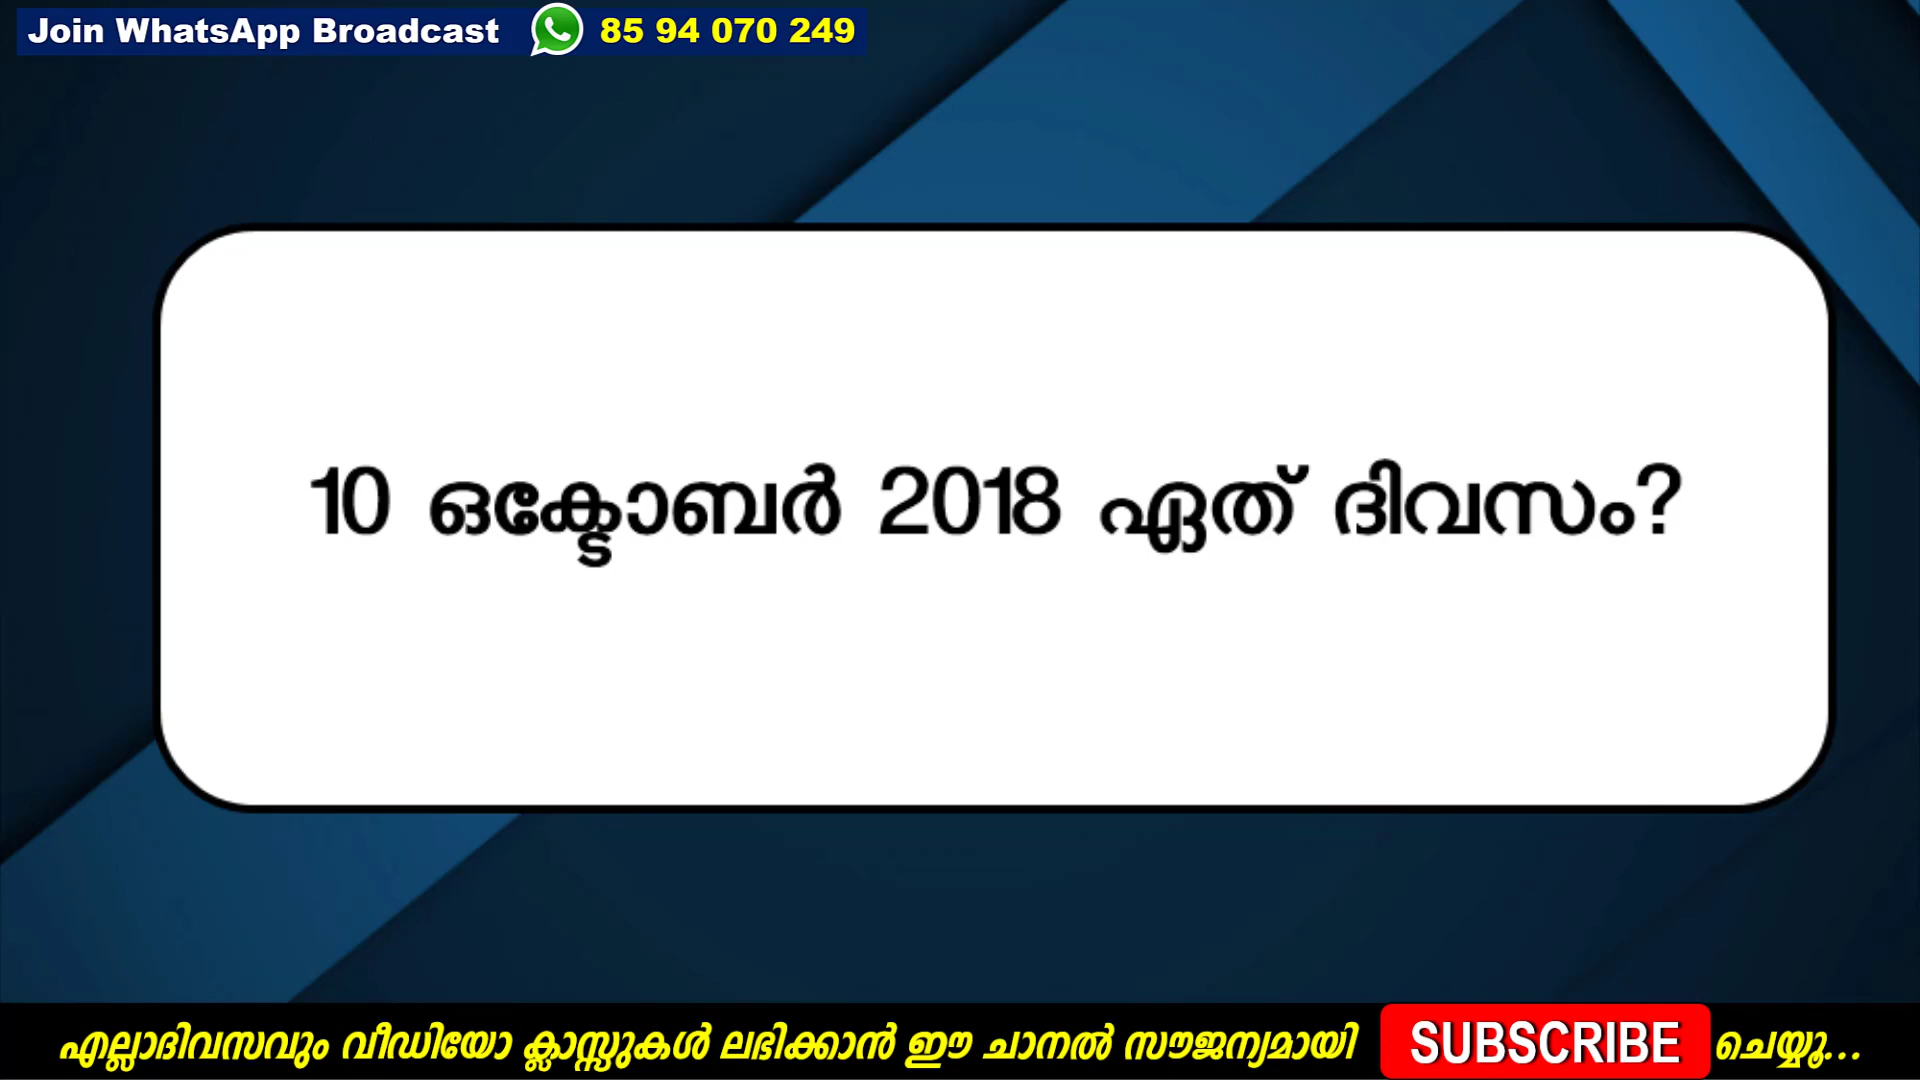 Join WhatsApp Broadcast 85 94 070 249
10 ഒക്ടോബർ 2018 ഏത് ദിവസം?
എല്ലാദിവസവും വീഡിയോ ക്ലാസ്സുകൾ ലഭിക്കാൻ ഈ ചാനൽ സൗജന്യമായി SUBSCRIBE ചെയ്യൂ...